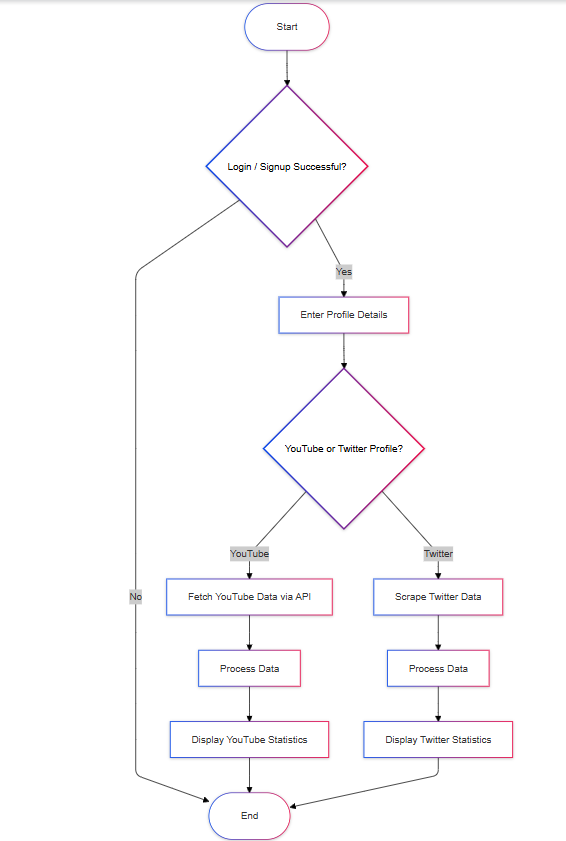 Start
Login / Signup Successful?
Yes
Enter Profile Details
YouTube or Twitter Profile?
YouTube
Twitter
No
Fetch YouTube Data via API
Scrape Twitter Data
Process Data
Process Data
Display YouTube Statistics
Display Twitter Statistics
End